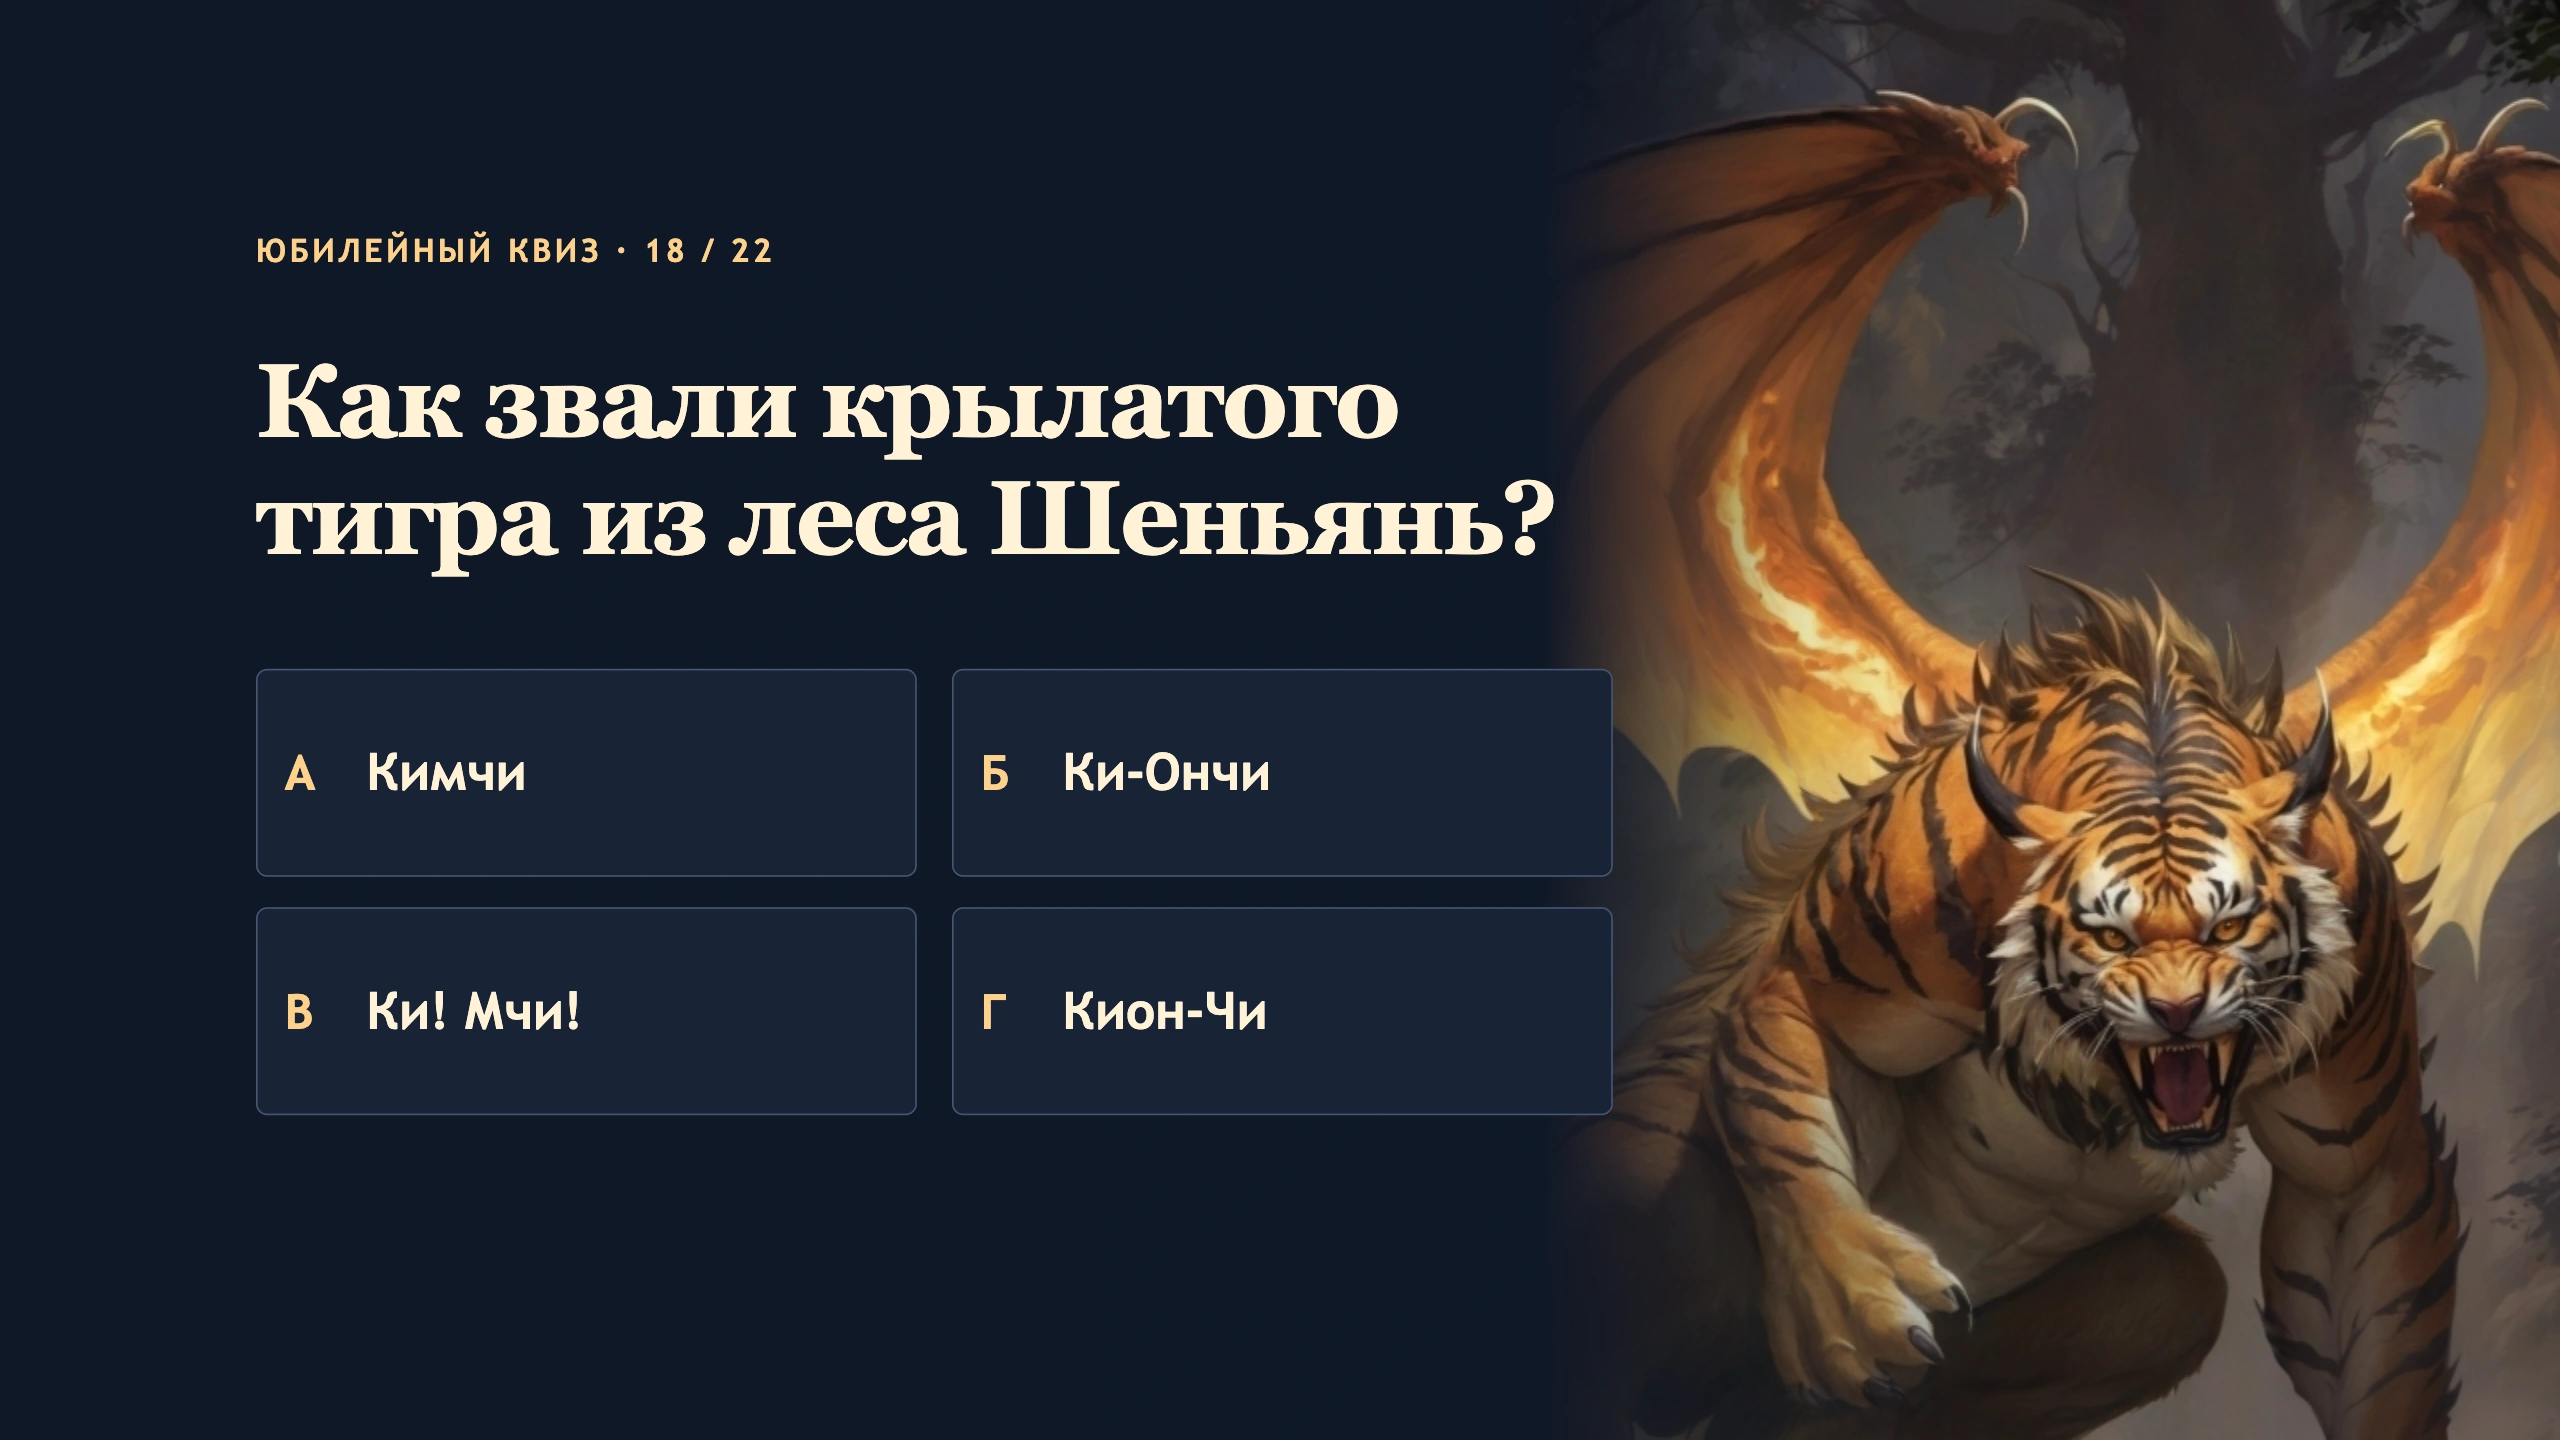 ЮБИЛЕЙНЫЙ КВИЗ · 18 / 22
Как звали крылатого
тигра из леса Шеньянь?
А Кимчи
Б Ки-Ончи
В Ки! Мчи!
Г Кион-Чи